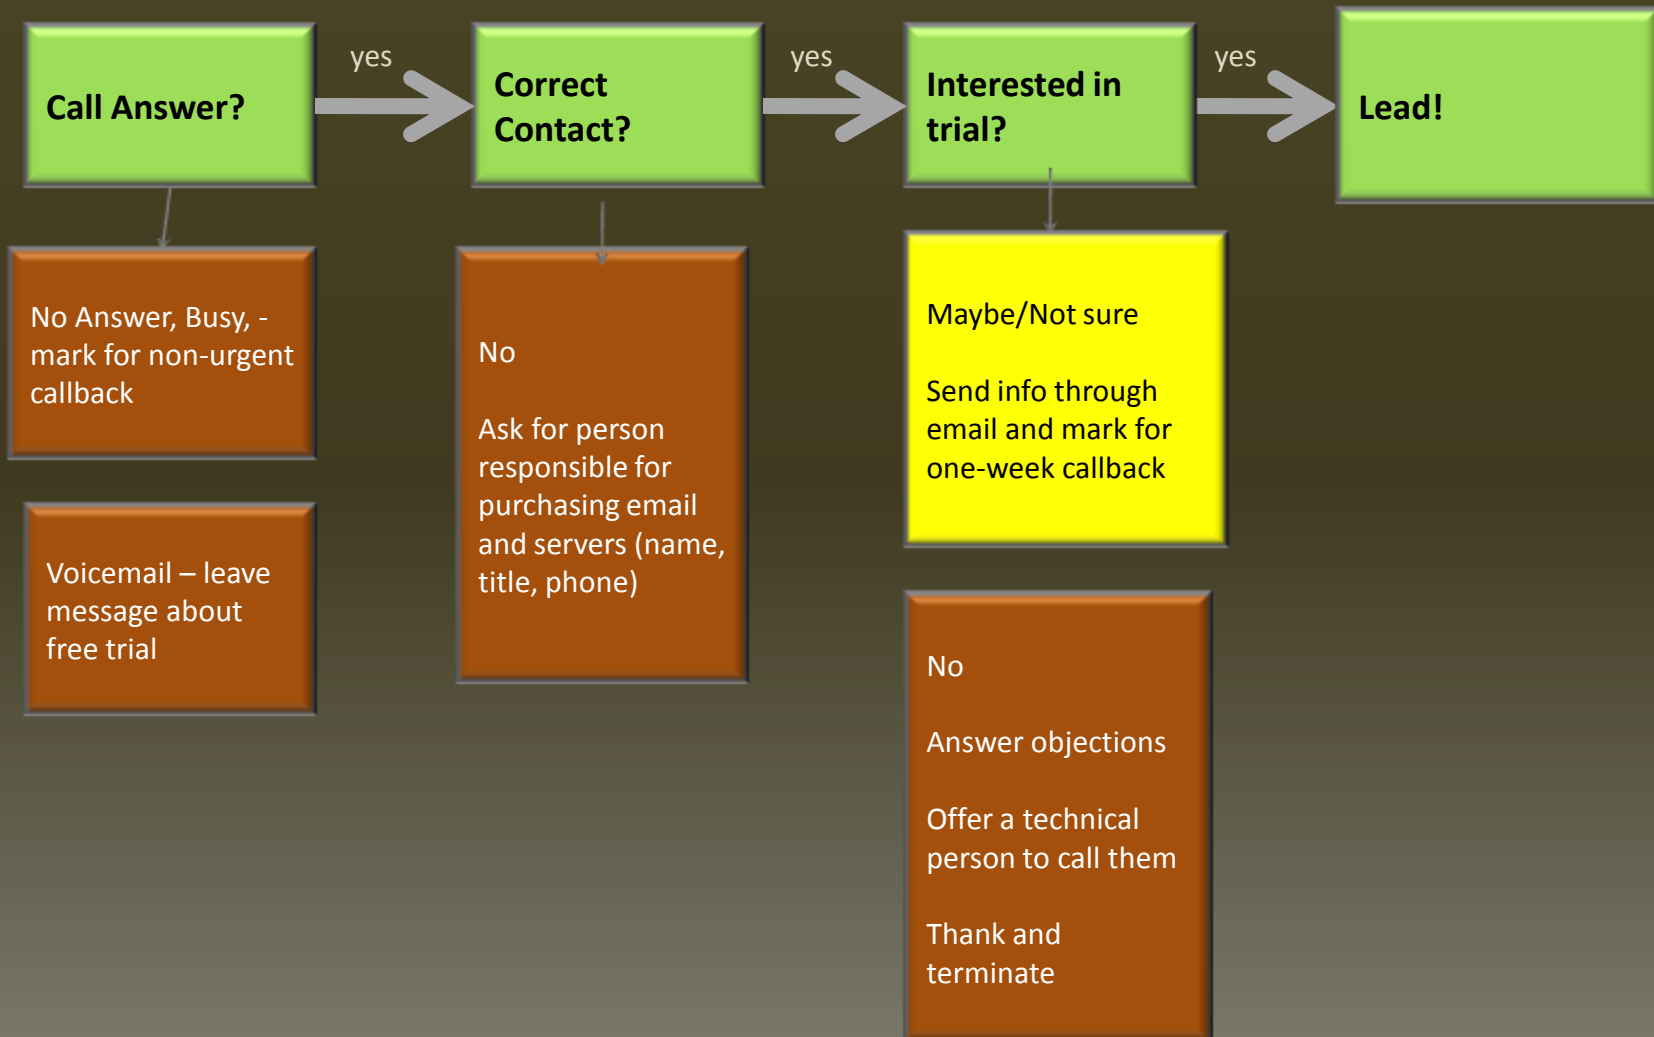 Call Answer?
yes
Correct
Contact?
yes
Interested in
trial?
yes
Lead!
No Answer, Busy, -
mark for non-urgent
callback
Voicemail – leave
message about
free trial
No
Ask for person
responsible for
purchasing email
and servers (name,
title, phone)
Maybe/Not sure
Send info through
email and mark for
one-week callback
No
Answer objections
Offer a technical
person to call them
Thank and
terminate